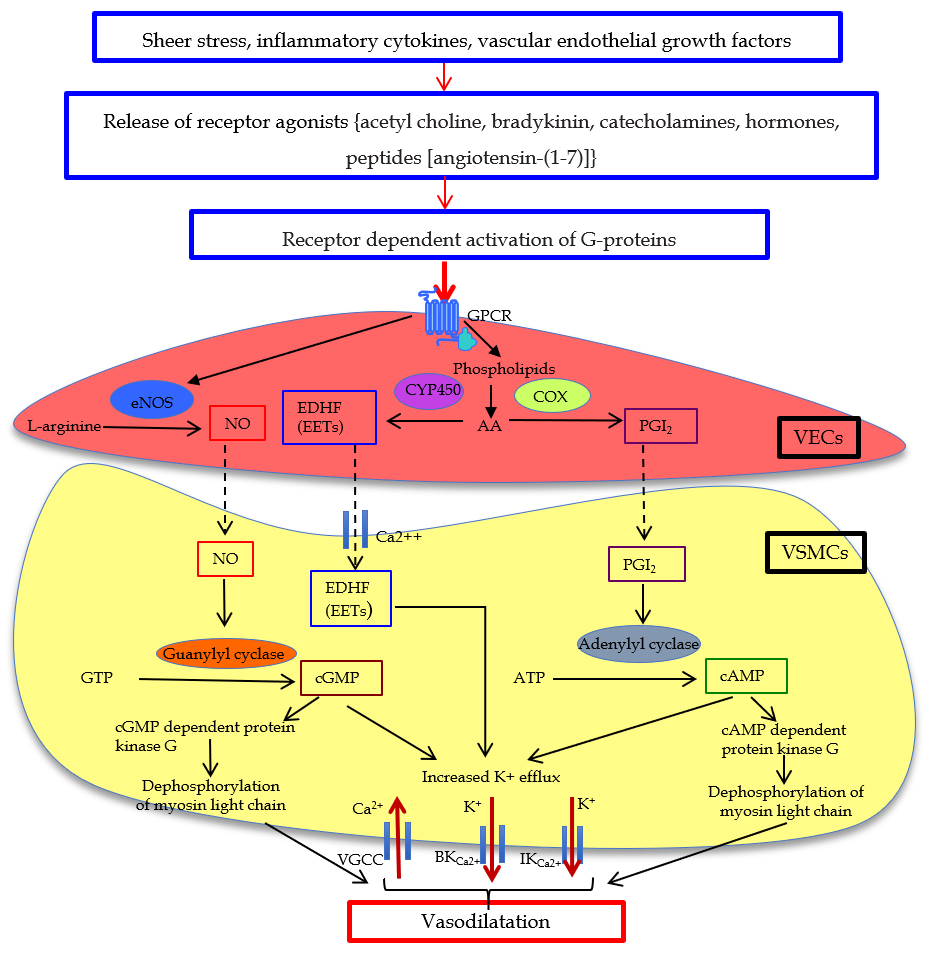 Sheer stress, inflammatory cytokines, vascular endothelial growth factors
Release of receptor agonists {acetyl choline, bradykinin, catecholamines, hormones,
peptides [angiotensin-(1-7)]}
Receptor dependent activation of G-proteins
GPCR
Phospholipids
CYP450
COX
eNOS
L-arginine
NO
EDHF
(EETs)
AA
PGI2
VECs
Ca2++
VSMCs
NO
EDHF
(EETs)
PGI2
Guanylyl cyclase
Adenylyl cyclase
GTP
cGMP
ATP
cAMP
cGMP dependent protein
kinase G
cAMP dependent
protein kinase G
Increased K+ efflux
Dephosphorylation
of myosin light chain
Dephosphorylation of
myosin light chain
Ca2+
K+
K+
VGCC
BKCa2+
IKCa2+
Vasodilatation